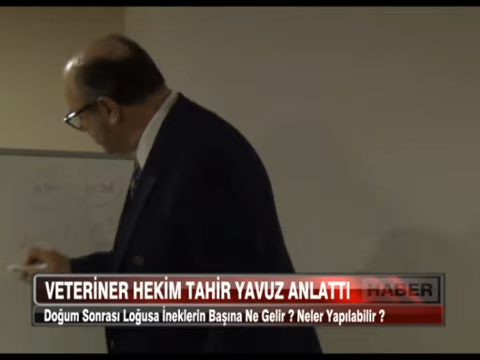 VETERİNER HEKİM TAHİR YAVUZ ANLATTI HABER
Doğum Sonrası Loğusa İneklerin Başına Ne Gelir ? Neler Yapılabilir ?